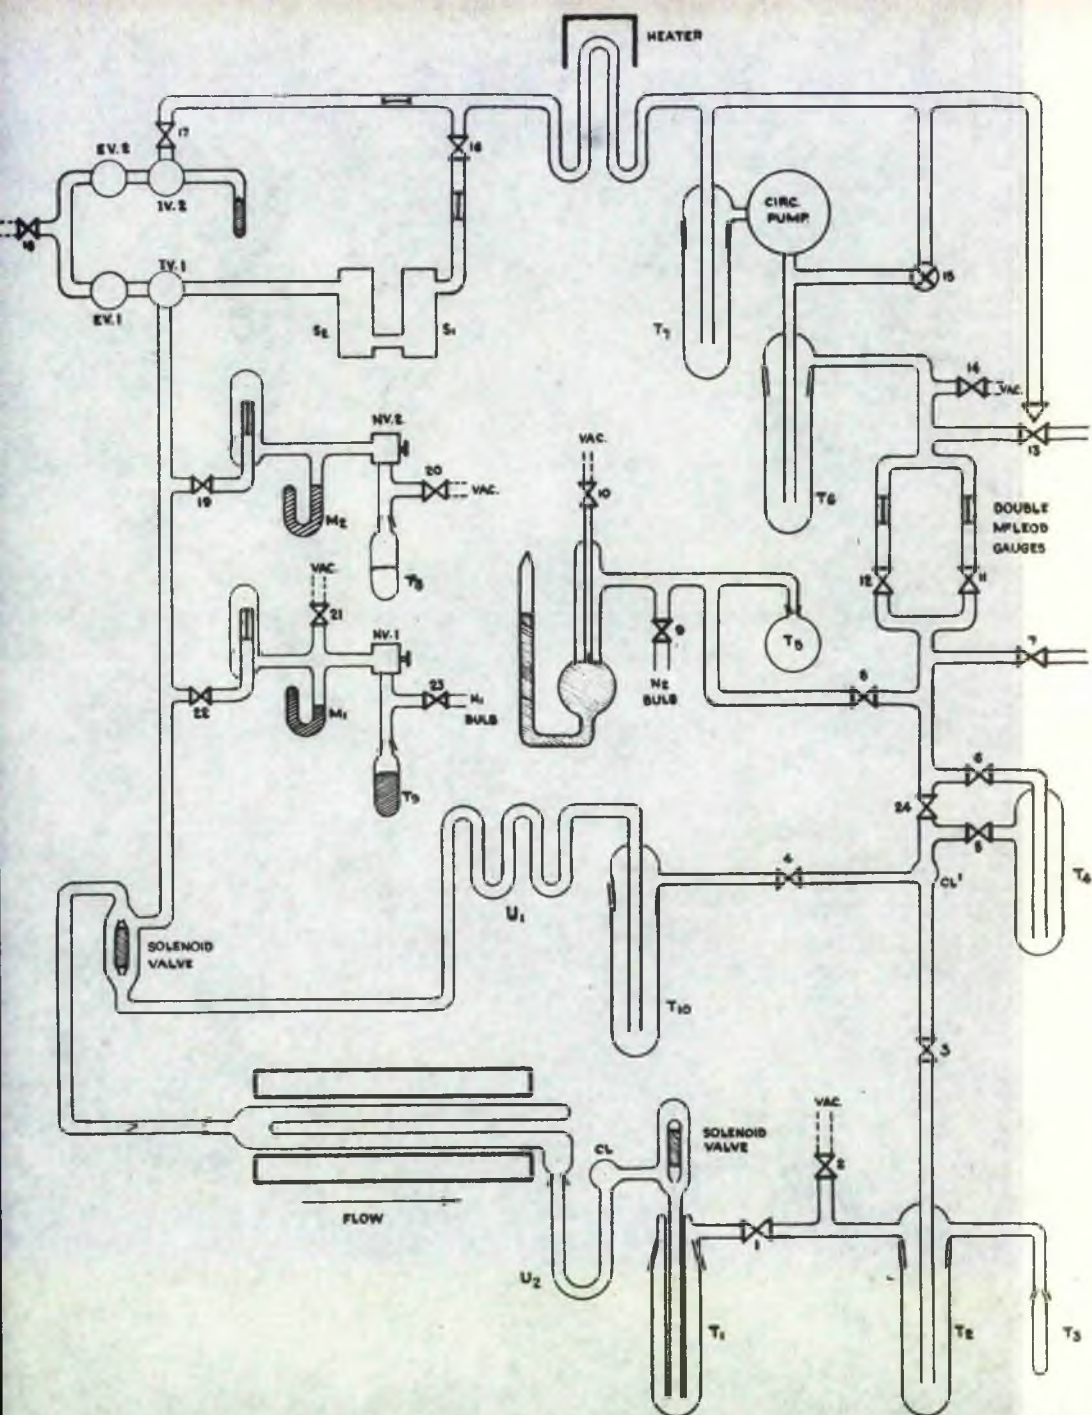 HEATER
17
16
EV.2
IV.2
CIRC.
PUMP.
18
IV.1
EV.1
S2
S1
15
T7
14
VAC.
13
NV.2
20
VAC.
19
M2
T8
VAC.
10
T6
DOUBLE
McLEOD
GAUGES
12
11
VAC.
21
NV.1
23
N2
BULB
22
M1
T9
9
N2
BULB
T5
8
7
6
24
5
4
CL'
T4
U1
SOLENOID
VALVE
T10
3
VAC.
SOLENOID
VALVE
CL
2
FLOW
1
U2
T1
T2
T3